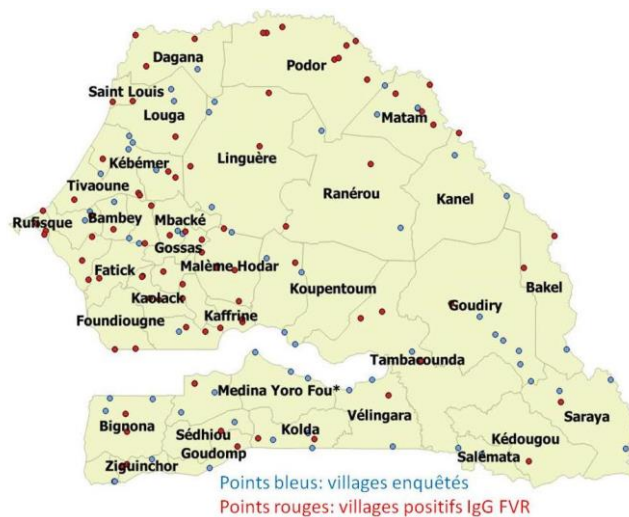 Dagana
Podor
Saint Louis
Louga
Matam
Linguère
Kébémer
Ranérou
Kanel
Tivaoune
Bambey
Mbacké
Rufisque
Gossas
Fatick
Malème Hodar
Bakel
Koupentoum
Goudiry
Kaolack
Foundiougne
Kaffrine
Tambacounda
Medina Yoro Fou*
Vélingara
Saraya
Bignona
Sédhiou
Kolda
Kédougou
Goudomp
Salémata
Ziguinchor
Points bleus: villages enquêtés
Points rouges: villages positifs IgG FVR